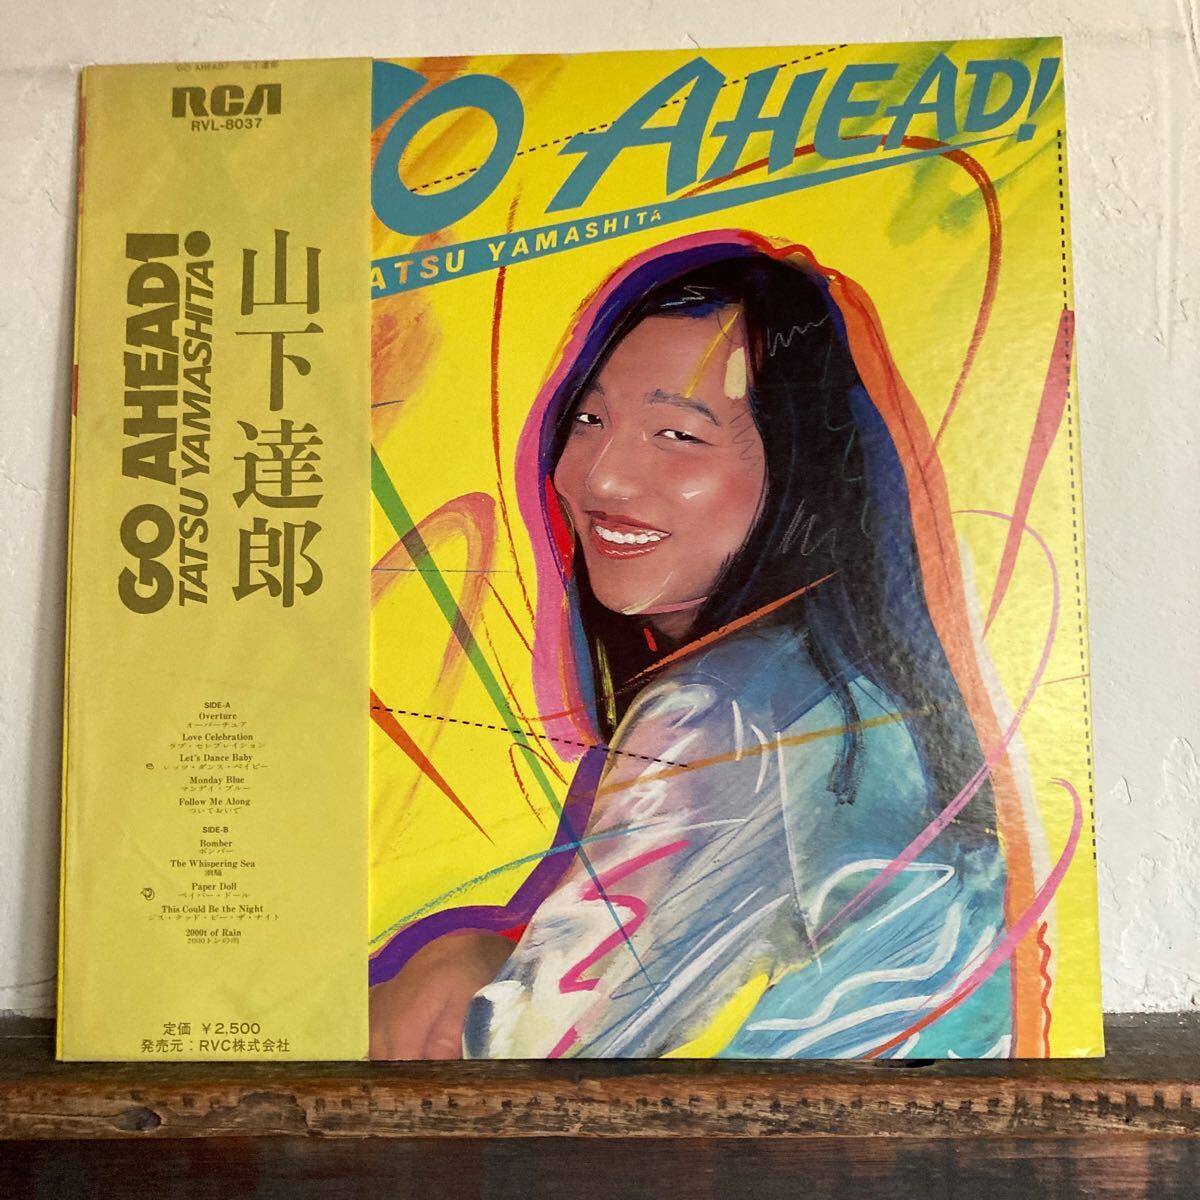 GO AHEAD! 山下達郎
RCA
RVL-8037
GO AHEAD!
TATSU YAMASHITA
山下達郎
SIDE-A
Overture
オーバーチュア
Love Celebration
ラブ・セレブレイション
Let's Dance Baby
レッツ・ダンス・ベイビー
Monday Blue
マンデイ・ブルー
Follow Me Along
ついておいで
SIDE-B
Bomber
ボンバー
The Whispering Sea
潮騒
Paper Doll
ペイパー・ドール
This Could Be the Night
ジス・クッド・ビー・ザ・ナイト
2000t of Rain
2000トンの雨
定価 ¥2,500
発売元:RVC株式会社
O AHEAD!
ATSU YAMASHITA